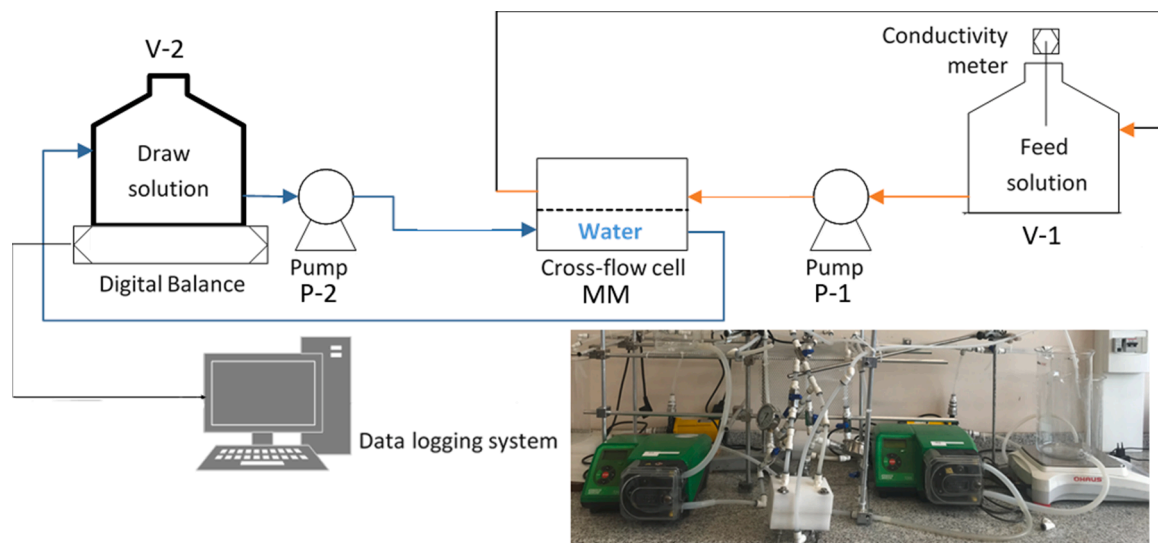 V-2
Conductivity
meter
Draw
solution
Feed
solution
Water
V-1
Digital Balance
Pump
P-2
Cross-flow cell
MM
Pump
P-1
Data logging system
OHAUS